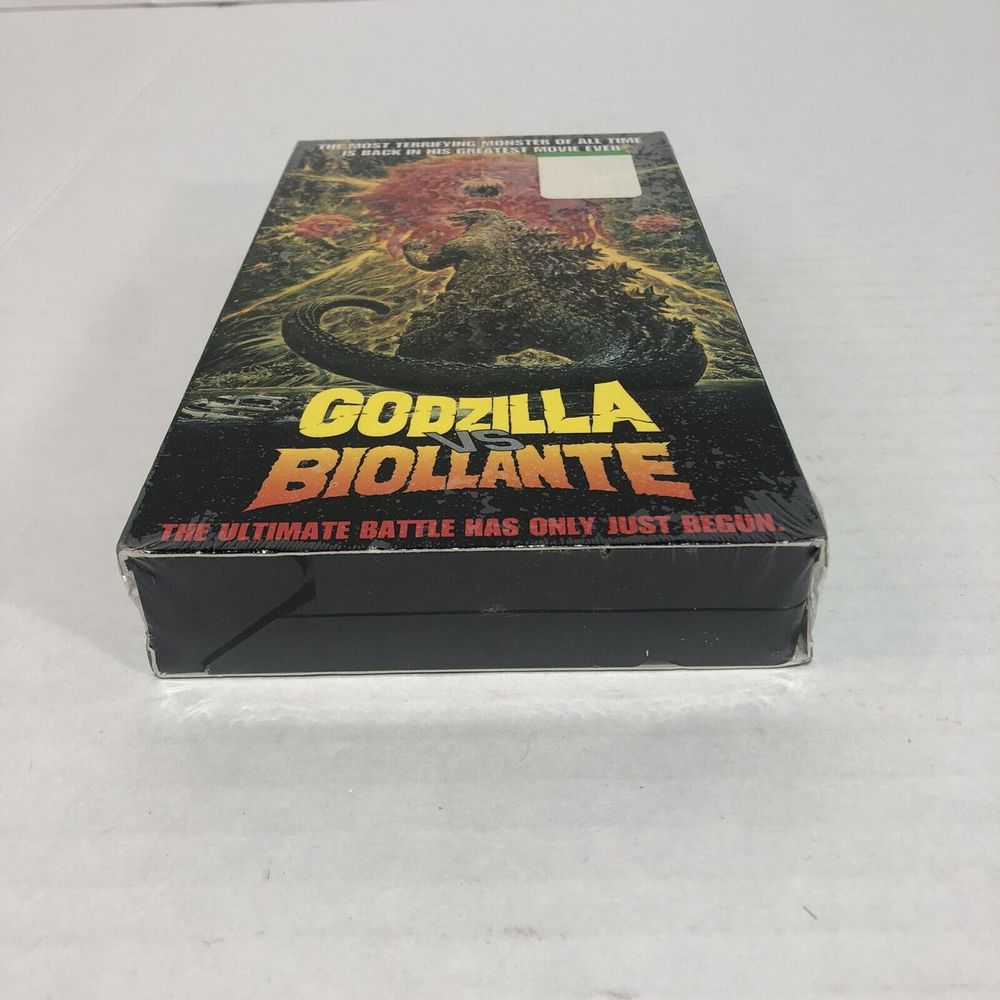 THE MOST TERRIFYING MONSTER OF ALL TIME
IS BACK IN HIS GREATEST MOVIE EVER
GODZILLA
VS
BIOLLANTE
THE ULTIMATE BATTLE HAS ONLY JUST BEGUN.